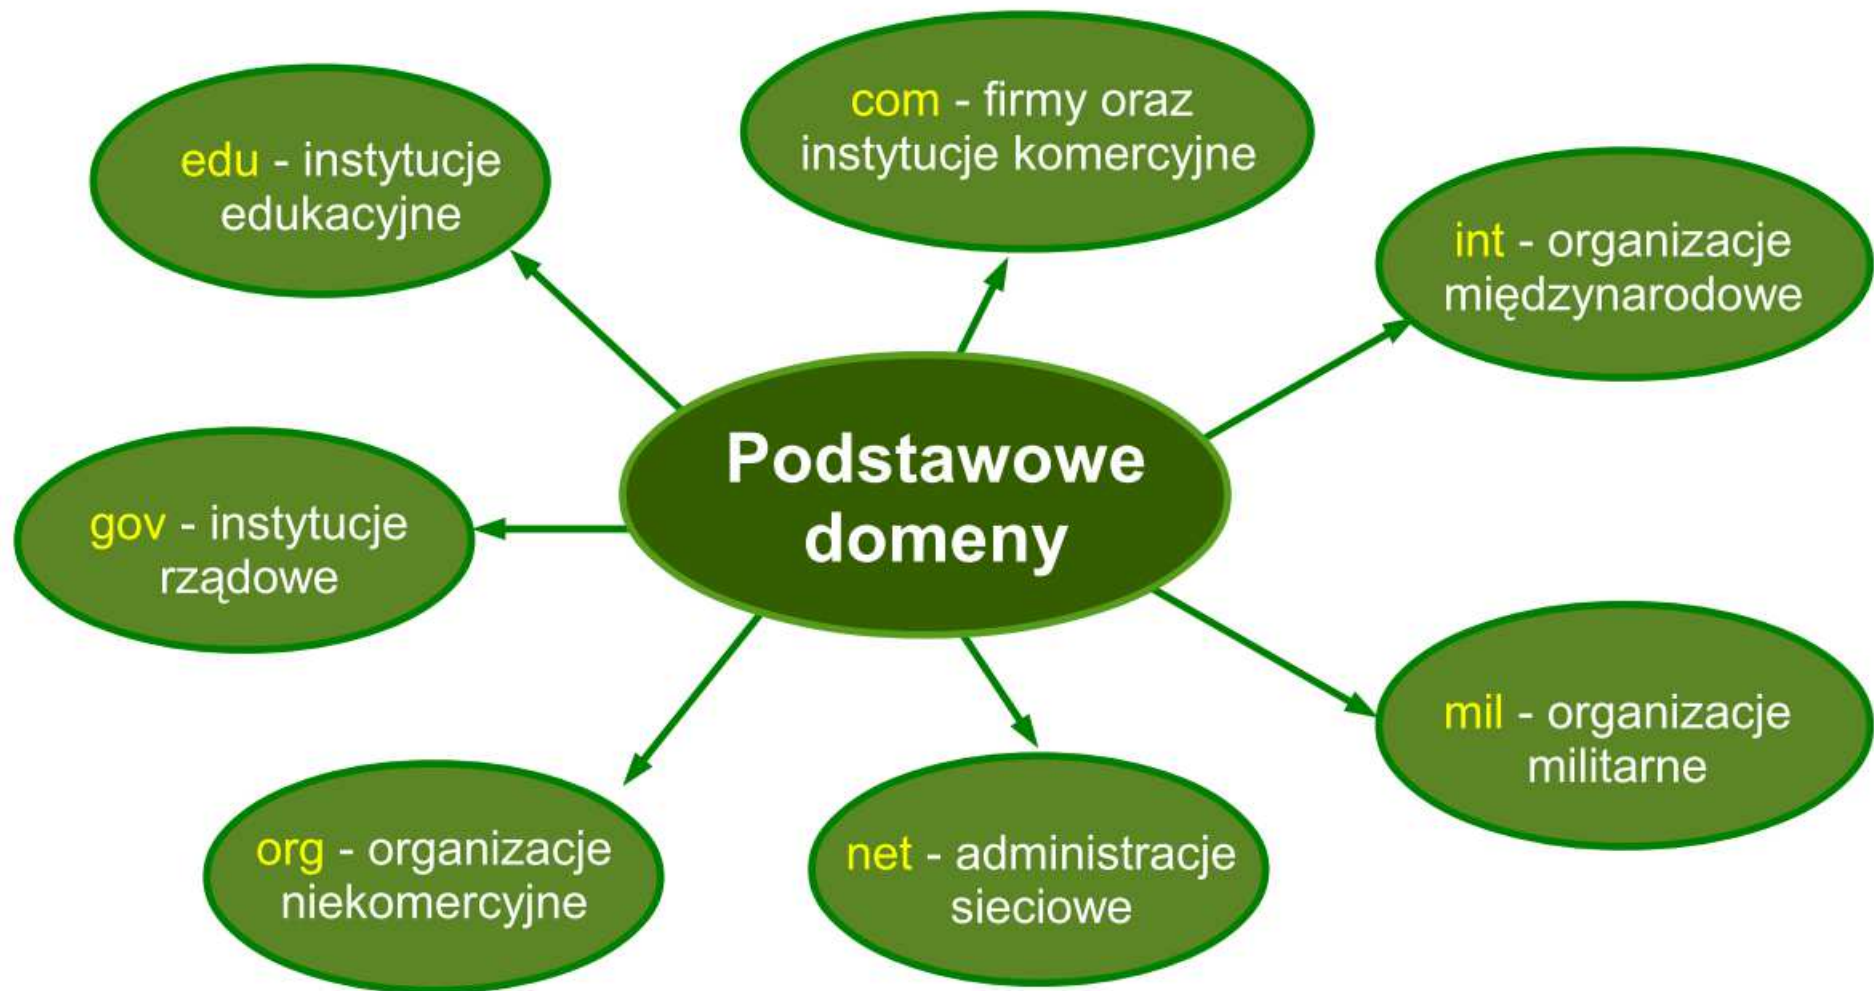 com - firmy oraz
instytucje komercyjne
edu - instytucje
edukacyjne
int - organizacje
międzynarodowe
Podstawowe
domeny
gov - instytucje
rządowe
mil - organizacje
militarne
org - organizacje
niekomercyjne
net - administracje
sieciowe